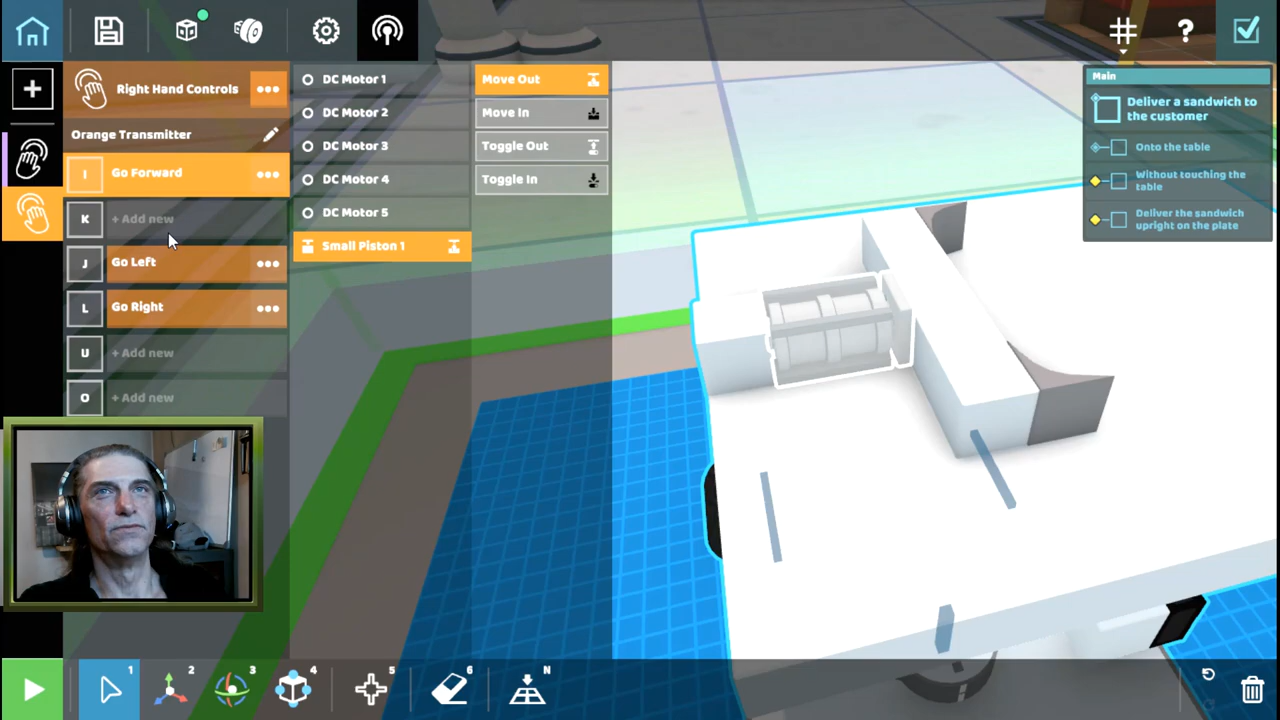 Right Hand Controls
Orange Transmitter
I
Go Forward
K
+ Add new
J
Go Left
L
Go Right
U
+ Add new
O
+ Add new
DC Motor 1
DC Motor 2
DC Motor 3
DC Motor 4
DC Motor 5
Small Piston 1
Move Out
Move In
Toggle Out
Toggle In
?
Main
Deliver a sandwich to
the customer
Onto the table
Without touching the
table
Deliver the sandwich
upright on the plate
1
2
3
4
5
6
N